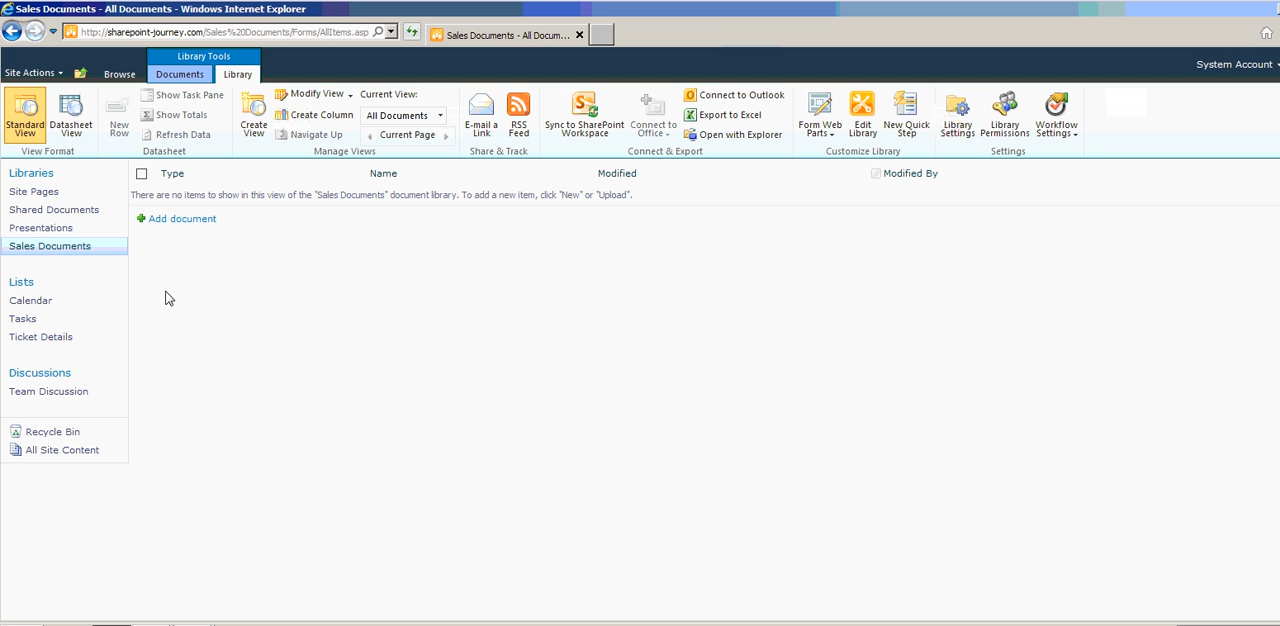 Sales Documents - All Documents - Windows Internet Explorer
http://sharepoint-journey.com/Sales%20Documents/Forms/AllItems.asp
Sales Documents - All Docum...
Library Tools
Site Actions
Browse
Documents
Library
System Account
Standard View
Datasheet View
View Format
New Row
Show Task Pane
Show Totals
Refresh Data
Datasheet
Create View
Modify View
Create Column
Navigate Up
Current View:
All Documents
Current Page
Manage Views
E-mail a Link
RSS Feed
Share & Track
Sync to SharePoint Workspace
Connect to Office
Connect to Outlook
Export to Excel
Open with Explorer
Connect & Export
Form Web Parts
Edit Library
New Quick Step
Customize Library
Library Settings
Library Permissions
Workflow Settings
Settings
Libraries
Site Pages
Shared Documents
Presentations
Sales Documents
Lists
Calendar
Tasks
Ticket Details
Discussions
Team Discussion
Recycle Bin
All Site Content
Type
Name
Modified
Modified By
There are no items to show in this view of the "Sales Documents" document library. To add a new item, click "New" or "Upload".
Add document